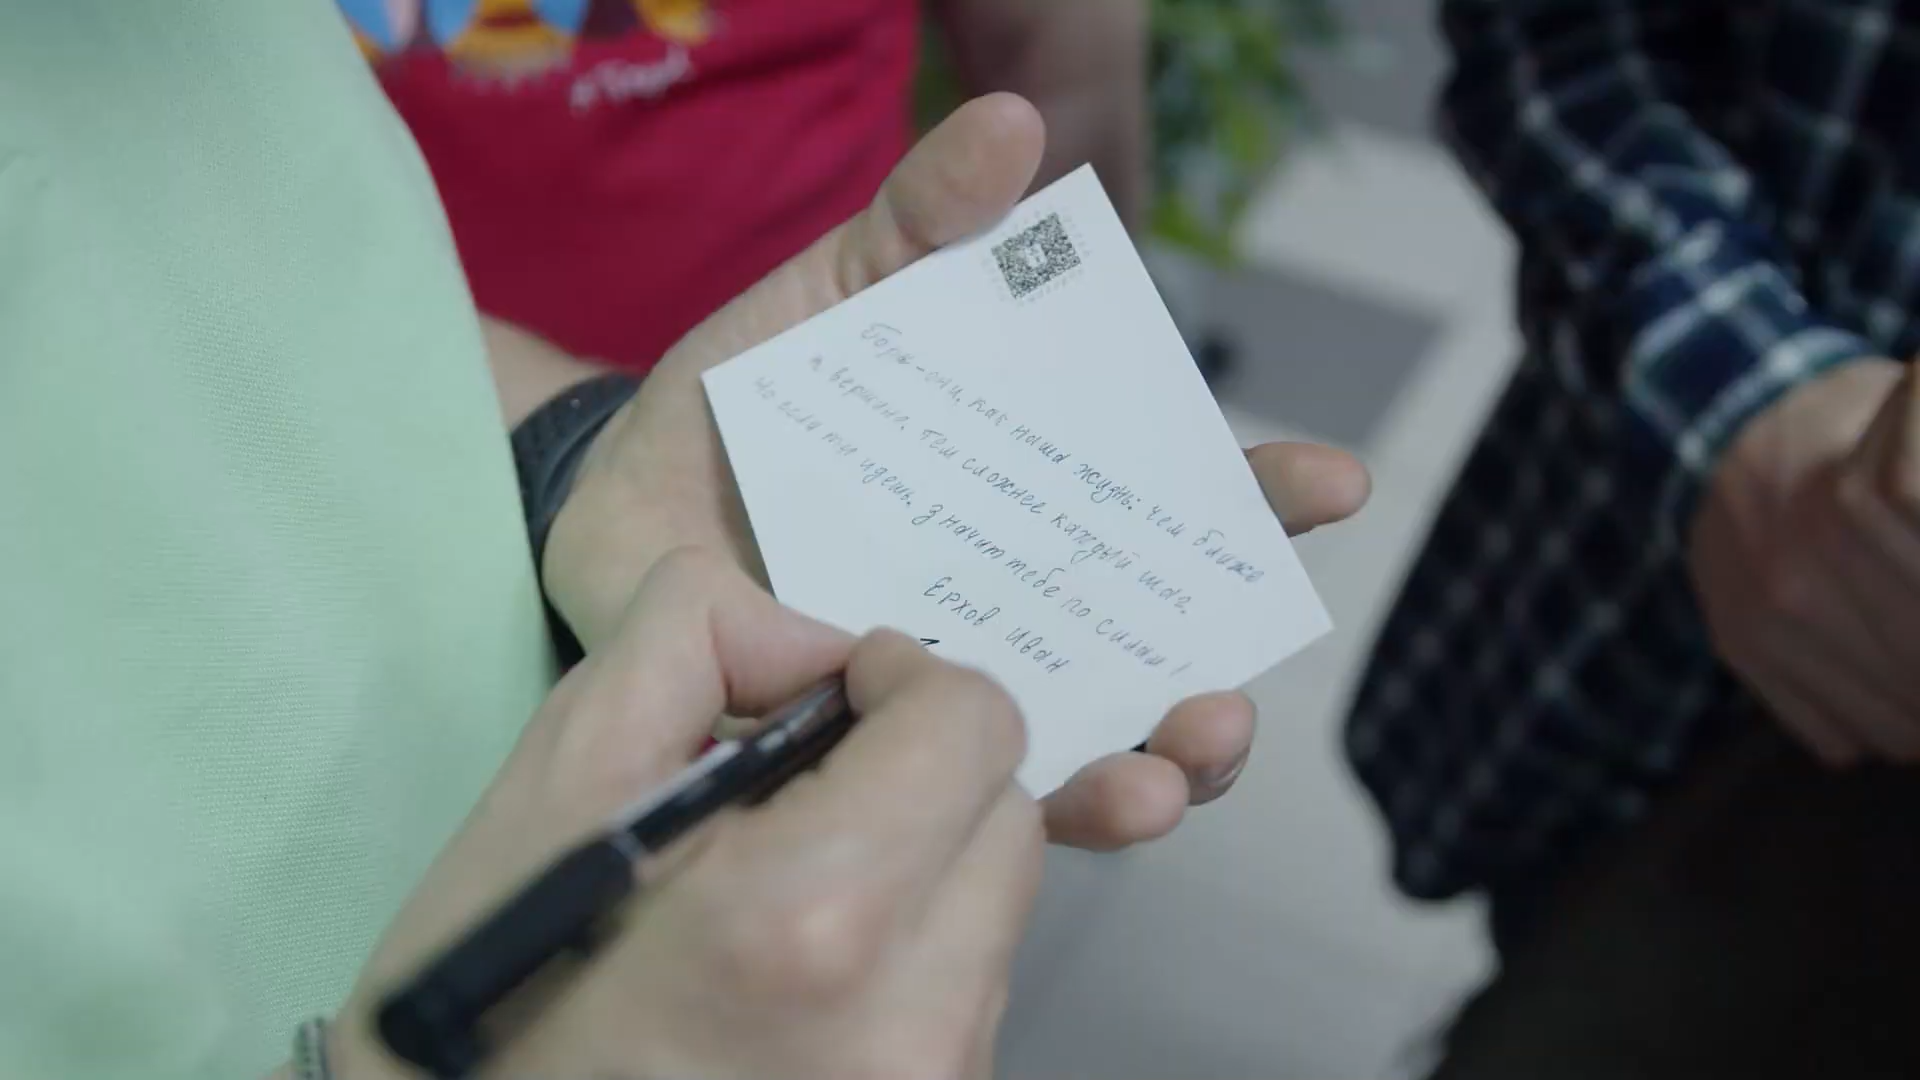 Горы - они, как наша жизнь: чем ближе
к вершине, тем сложнее каждый шаг.
Но если ты идешь, значит тебе по силам!
Ерхов Иван